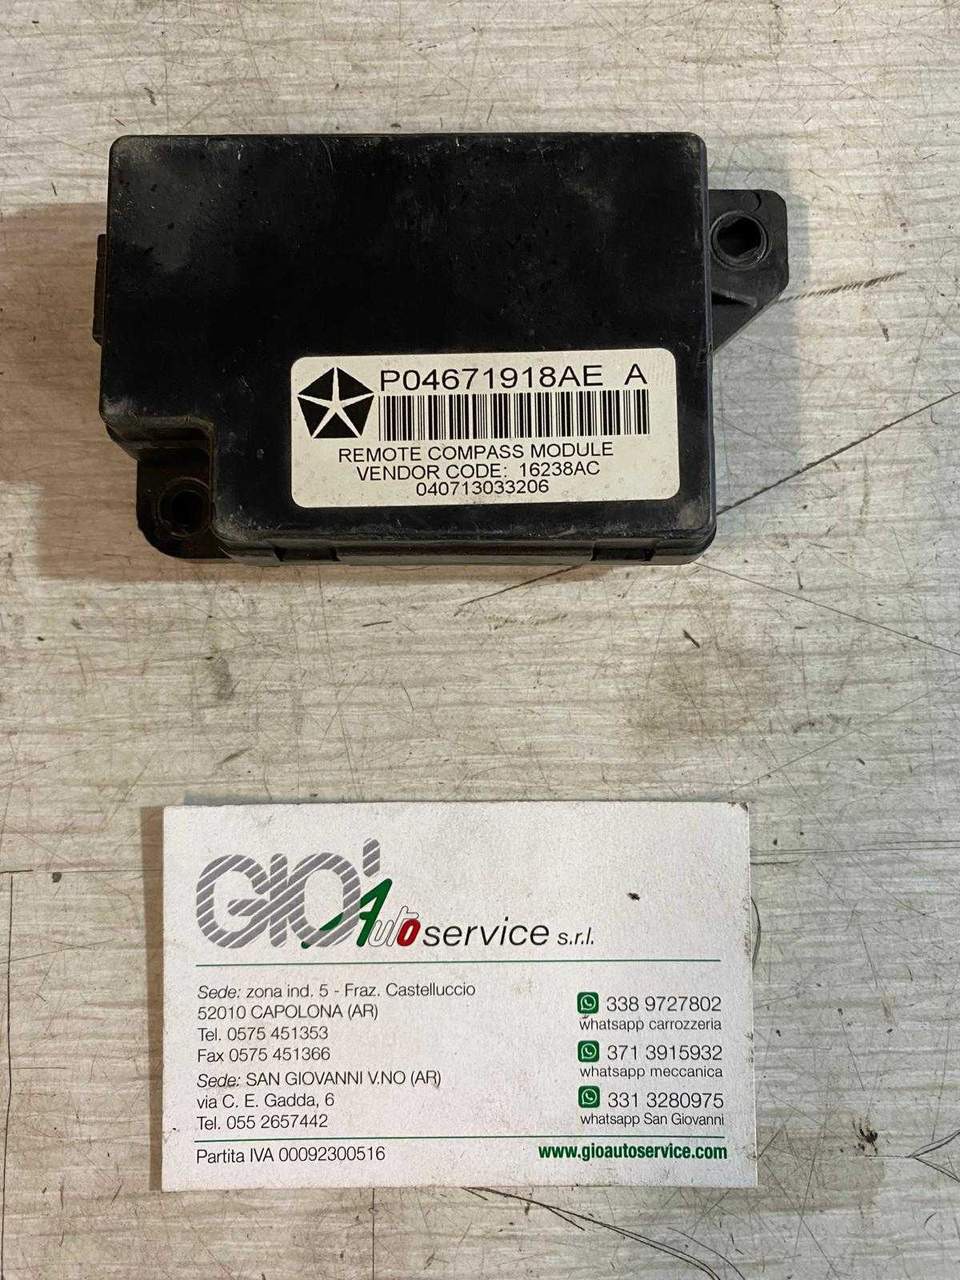 P04671918AE A
REMOTE COMPASS MODULE
VENDOR CODE: 16238AC
040713033206
GIO' Autoservice s.r.l.
Sede: zona ind. 5 - Fraz. Castelluccio
52010 CAPOLONA (AR)
Tel. 0575 451353
Fax 0575 451366
Sede: SAN GIOVANNI V.NO (AR)
via C. E. Gadda, 6
Tel. 055 2657442
338 9727802
whatsapp carrozzeria
371 3915932
whatsapp meccanica
331 3280975
whatsapp San Giovanni
Partita IVA 00092300516
www.gioautoservice.com